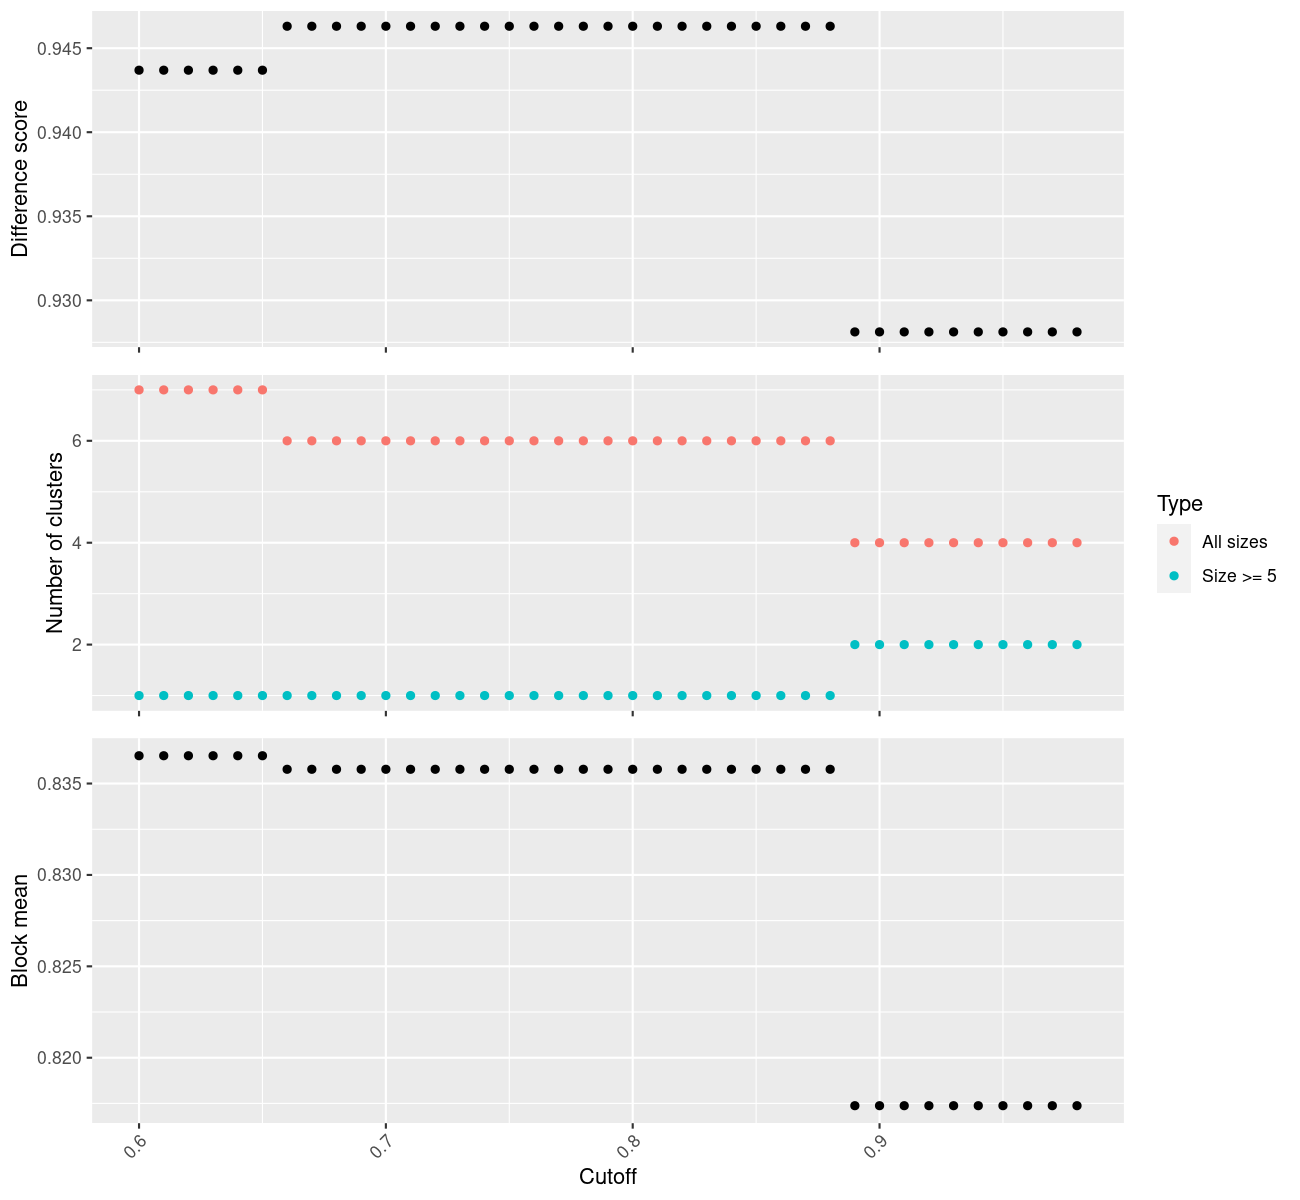 Difference score
0.945
0.940
0.935
0.930
Number of clusters
6
4
2
Type
All sizes
Size >= 5
Block mean
0.835
0.830
0.825
0.820
0.6
0.7
0.8
0.9
Cutoff